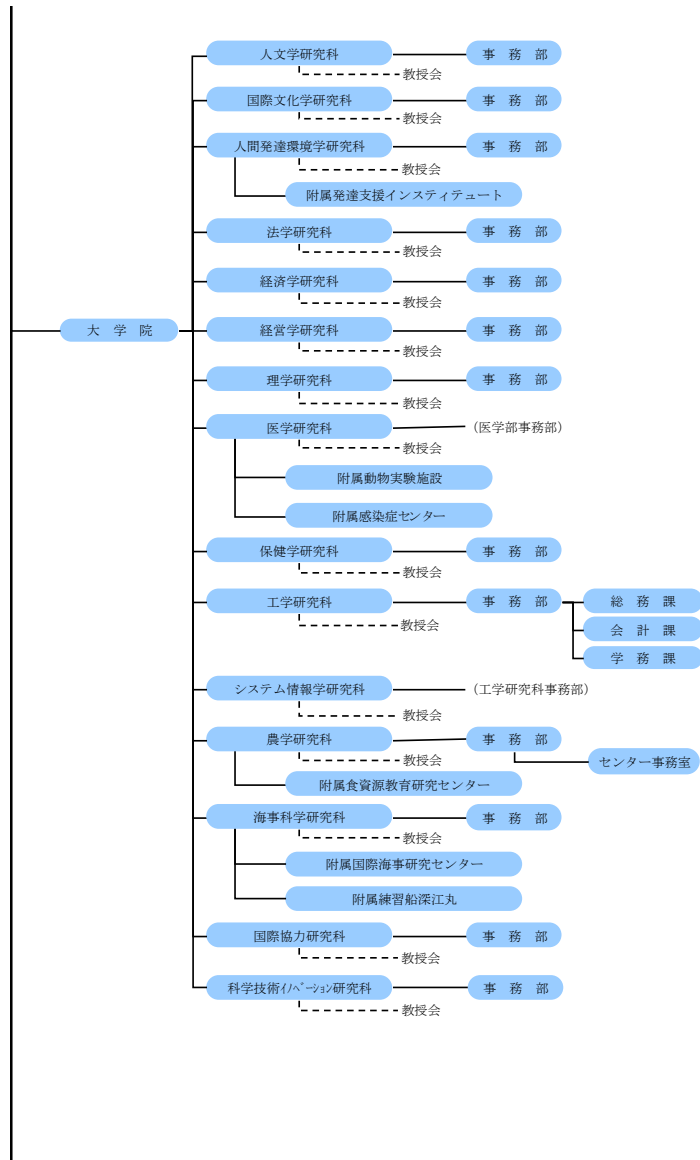 人文学研究科 事 務 部
教授会
国際文化学研究科 事 務 部
教授会
人間発達環境学研究科 事 務 部
教授会
附属発達支援インスティテュート
法学研究科 事 務 部
教授会
経済学研究科 事 務 部
教授会
大 学 院 経営学研究科 事 務 部
教授会
理学研究科 事 務 部
教授会
医学研究科 (医学部事務部)
教授会
附属動物実験施設
附属感染症センター
保健学研究科 事 務 部
教授会
工学研究科 事 務 部 総 務 課
教授会 会 計 課
学 務 課
システム情報学研究科 (工学研究科事務部)
教授会
農学研究科 事 務 部
教授会 センター事務室
附属食資源教育研究センター
海事科学研究科 事 務 部
教授会
附属国際海事研究センター
附属練習船深江丸
国際協力研究科 事 務 部
教授会
科学技術ｲﾉﾍﾞｰｼｮﾝ研究科 事 務 部
教授会